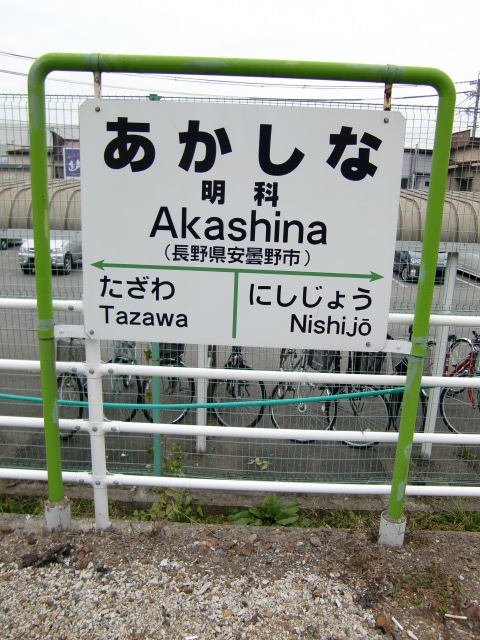 あかしな
明科
Akashina
(長野県安曇野市)
たざわ にしじょう
Tazawa Nishijō